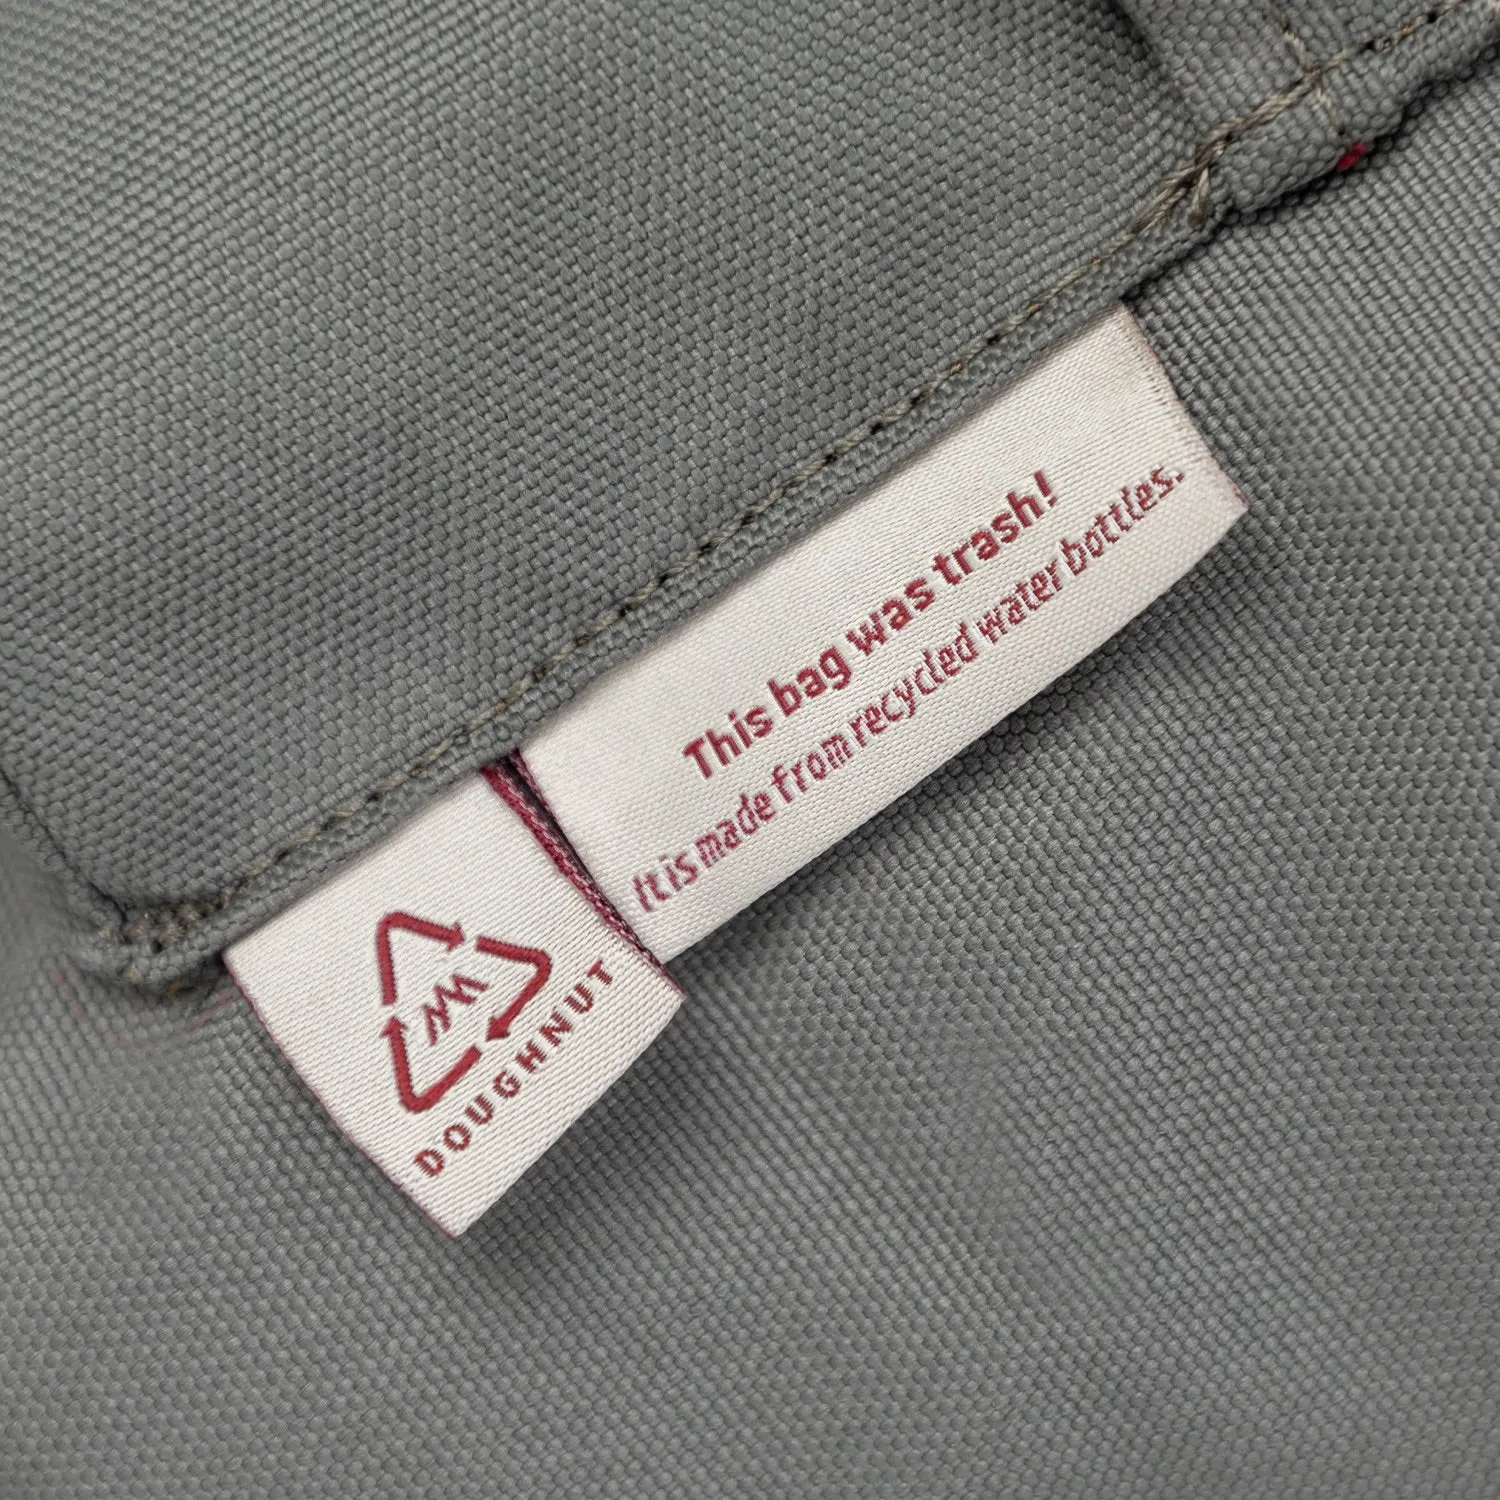 This bag was trash!
It is made from recycled water bottles.
DOUGHNUT